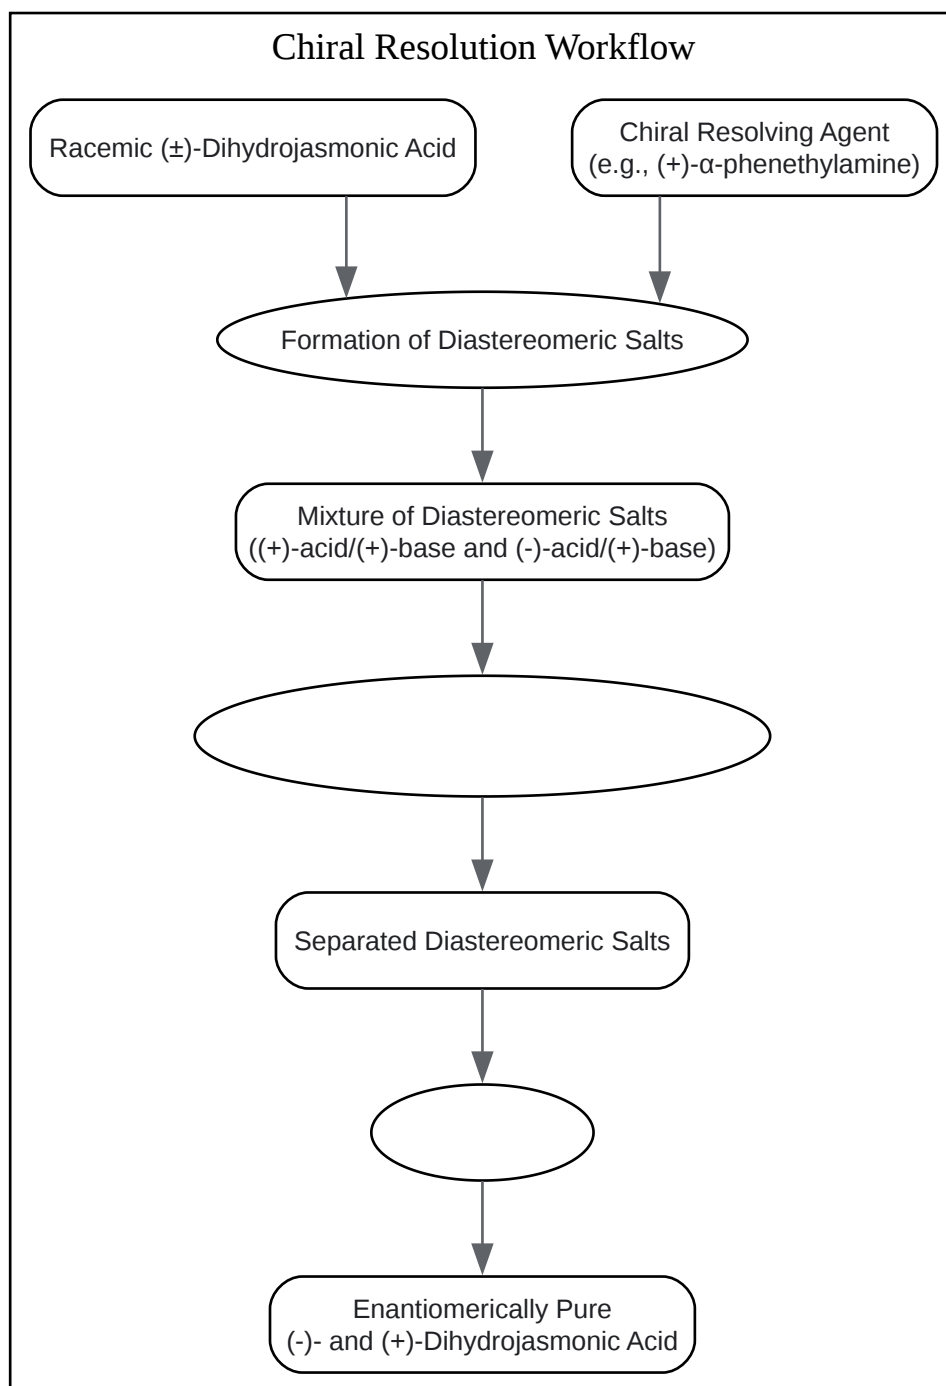 Chiral Resolution Workflow
Racemic (±)-Dihydrojasmonic Acid
Chiral Resolving Agent
(e.g., (+)-α-phenethylamine)
Formation of Diastereomeric Salts
Mixture of Diastereomeric Salts
((+)-acid/(+)-base and (-)-acid/(+)-base)
Separated Diastereomeric Salts
Enantiomerically Pure
(-)- and (+)-Dihydrojasmonic Acid